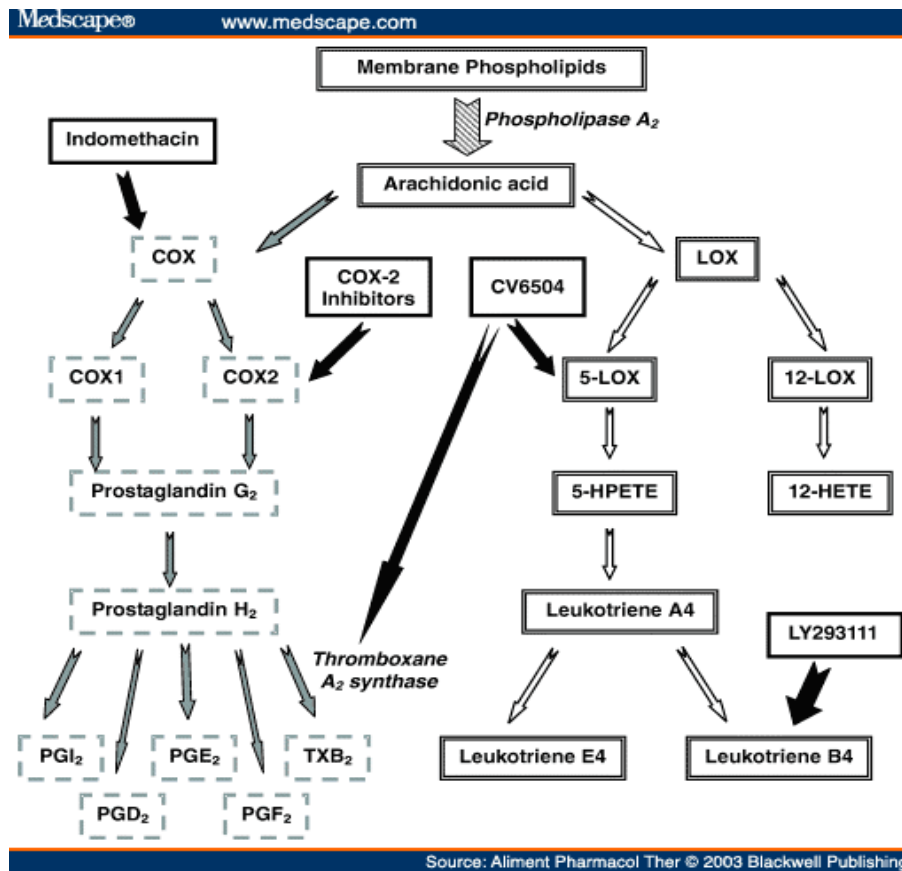 Medscape® www.medscape.com
Membrane Phospholipids
Phospholipase A₂
Indomethacin
Arachidonic acid
COX
LOX
COX-2
Inhibitors
CV6504
COX1
COX2
5-LOX
12-LOX
Prostaglandin G₂
5-HPETE
12-HETE
Prostaglandin H₂
Leukotriene A4
LY293111
Thromboxane
A₂ synthase
PGI₂
PGE₂
TXB₂
Leukotriene E4
Leukotriene B4
PGD₂
PGF₂
Source: Aliment Pharmacol Ther © 2003 Blackwell Publishing